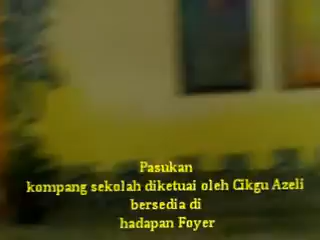 Pasukan
kompang sekolah diketuai oleh Cikgu Azeli
bersedia di
hadapan Foyer